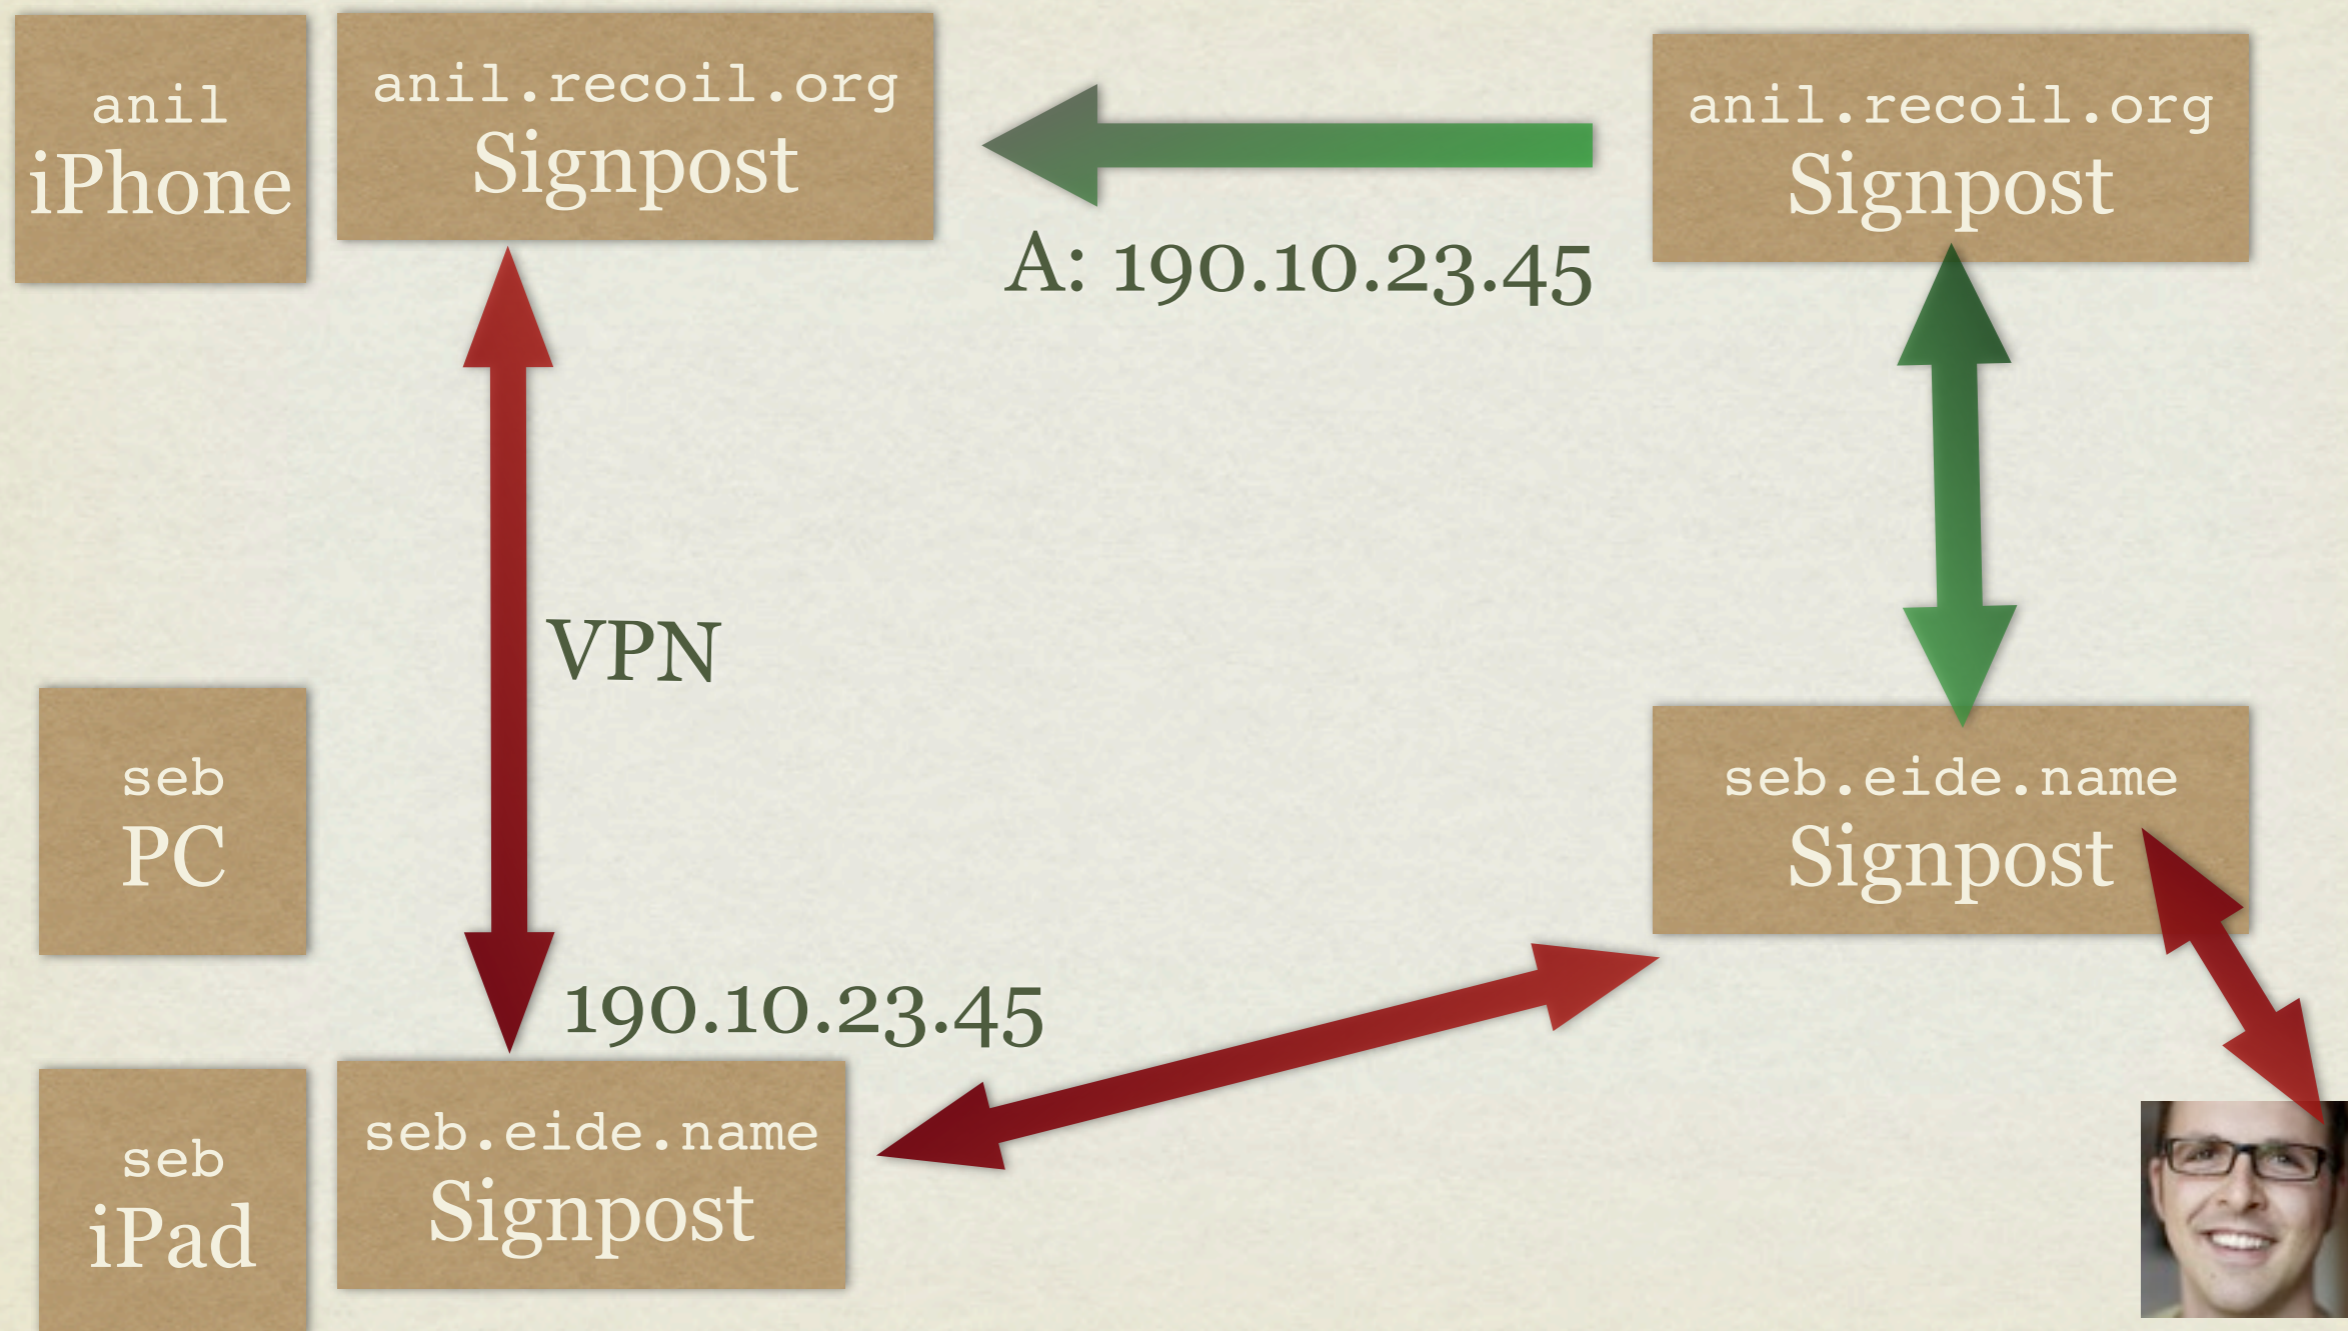 anil
iPhone
anil.recoil.org
Signpost
A: 190.10.23.45
anil.recoil.org
Signpost
VPN
seb
PC
seb.eide.name
Signpost
190.10.23.45
seb
iPad
seb.eide.name
Signpost